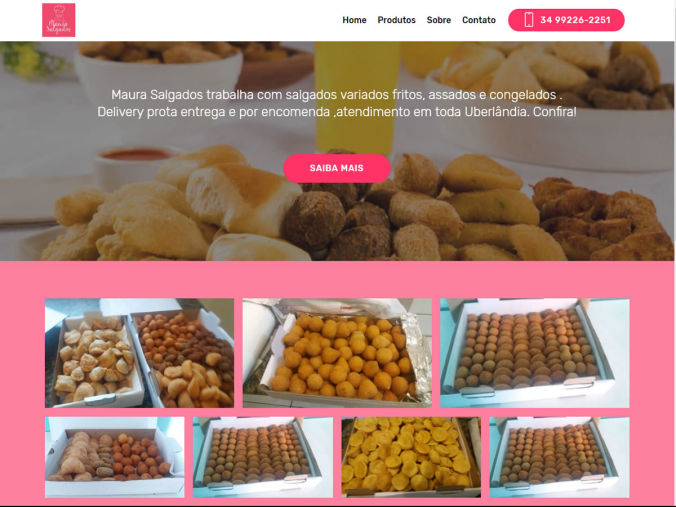 Maura
Salgados
Home Produtos Sobre Contato 34 99226-2251
Maura Salgados trabalha com salgados variados fritos, assados e congelados .
Delivery prota entrega e por encomenda ,atendimento em toda Uberlândia. Confira!
SAIBA MAIS